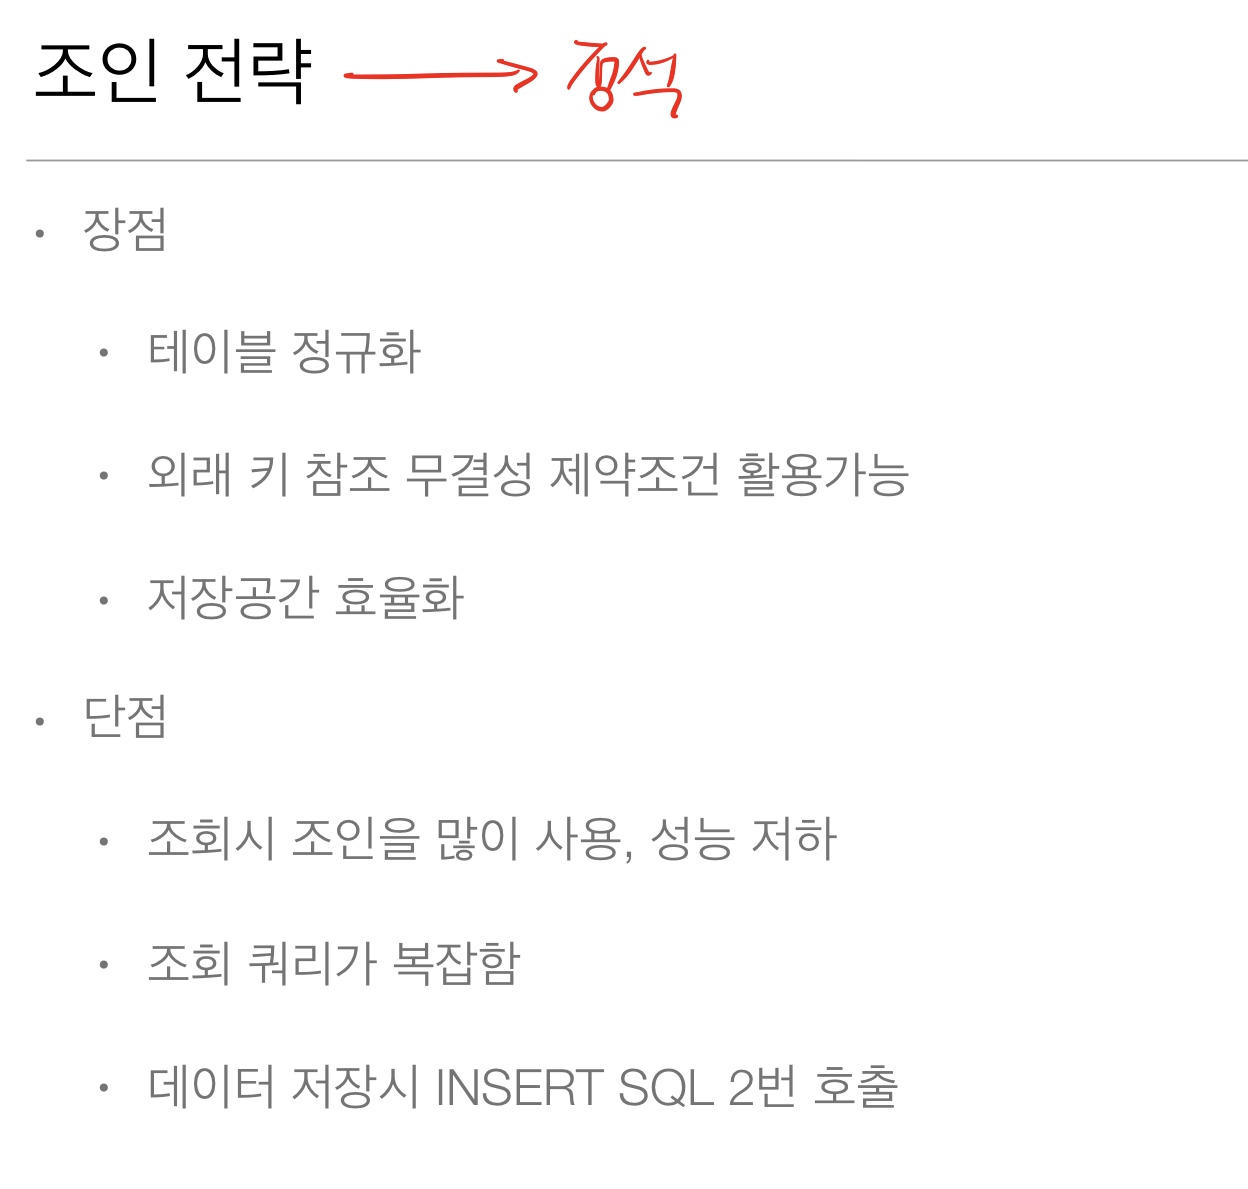 조인 전략 → 정석
• 장점
• 테이블 정규화
• 외래 키 참조 무결성 제약조건 활용가능
• 저장공간 효율화
• 단점
• 조회시 조인을 많이 사용, 성능 저하
• 조회 쿼리가 복잡함
• 데이터 저장시 INSERT SQL 2번 호출